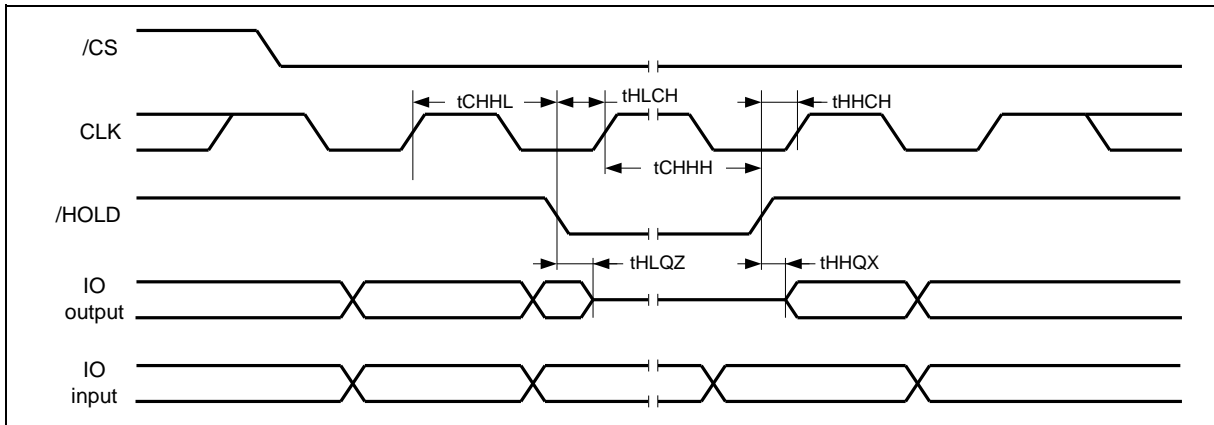 /CS
tCHHL
tHLCH
tHHCH
CLK
tCHHH
/HOLD
tHLQZ
tHHQX
IO
output
IO
input